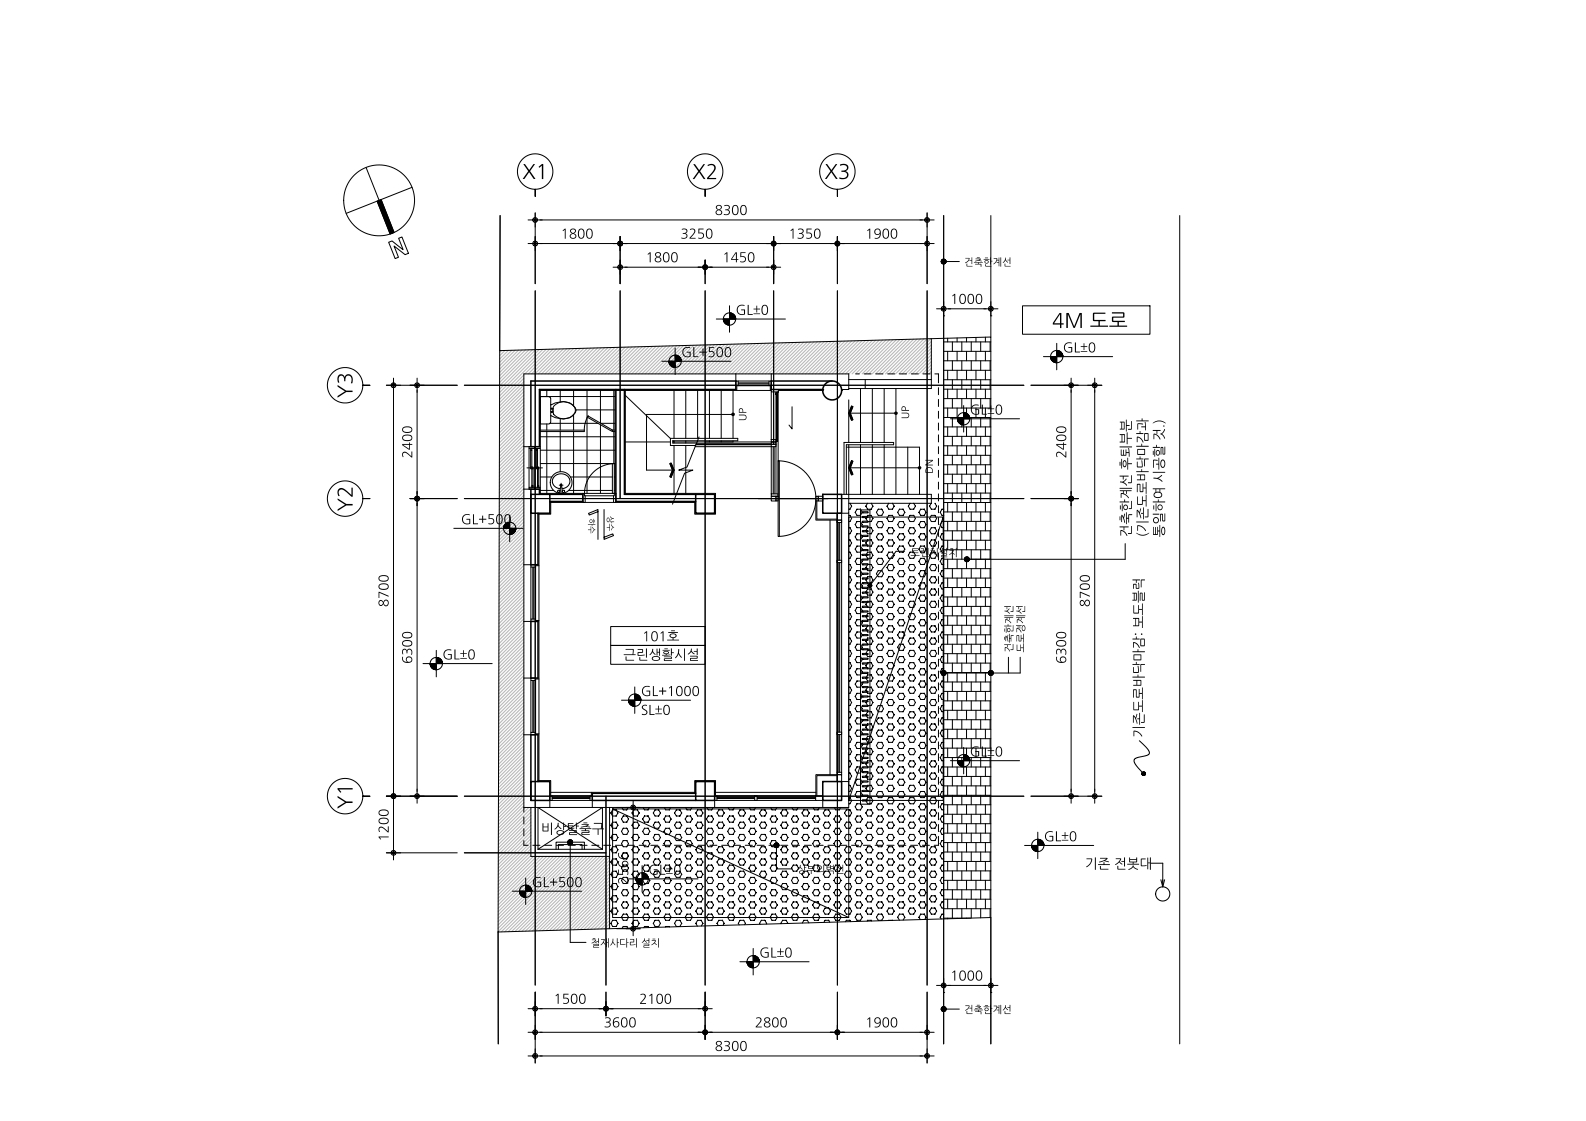 X1
X2
X3
N
8300
1800
3250
1350
1900
1800
1450
건축한계선
1000
4M 도로
GL±0
GL±0
GL+500
Y3
UP
UP
GL±0
DN
2400
2400
건축한계선 후퇴부분
(기존도로바닥마감과
통일하여 시공할 것.)
Y2
GL+500
상수
하수
8700
8700
6300
6300
101호
근린생활시설
GL±0
GL+1000
SL±0
건축한계선
도로경계선
기존도로바닥마감: 보도블럭
GL±0
Y1
1200
비상탈출구
GL±0
GL±0
GL+500
기존 전봇대
철재사다리 설치
GL±0
1000
1500
2100
건축한계선
3600
2800
1900
8300